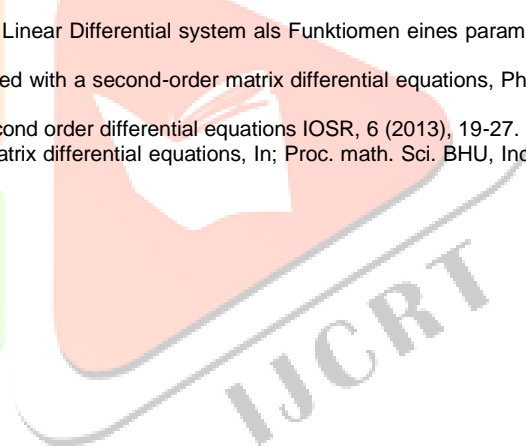 Linear Differential system als Funktiomen eines param
ed with a second-order matrix differential equations, Ph
cond order differential equations IOSR, 6 (2013), 19-27.
atrix differential equations, In; Proc. math. Sci. BHU, Ind
IJCRT